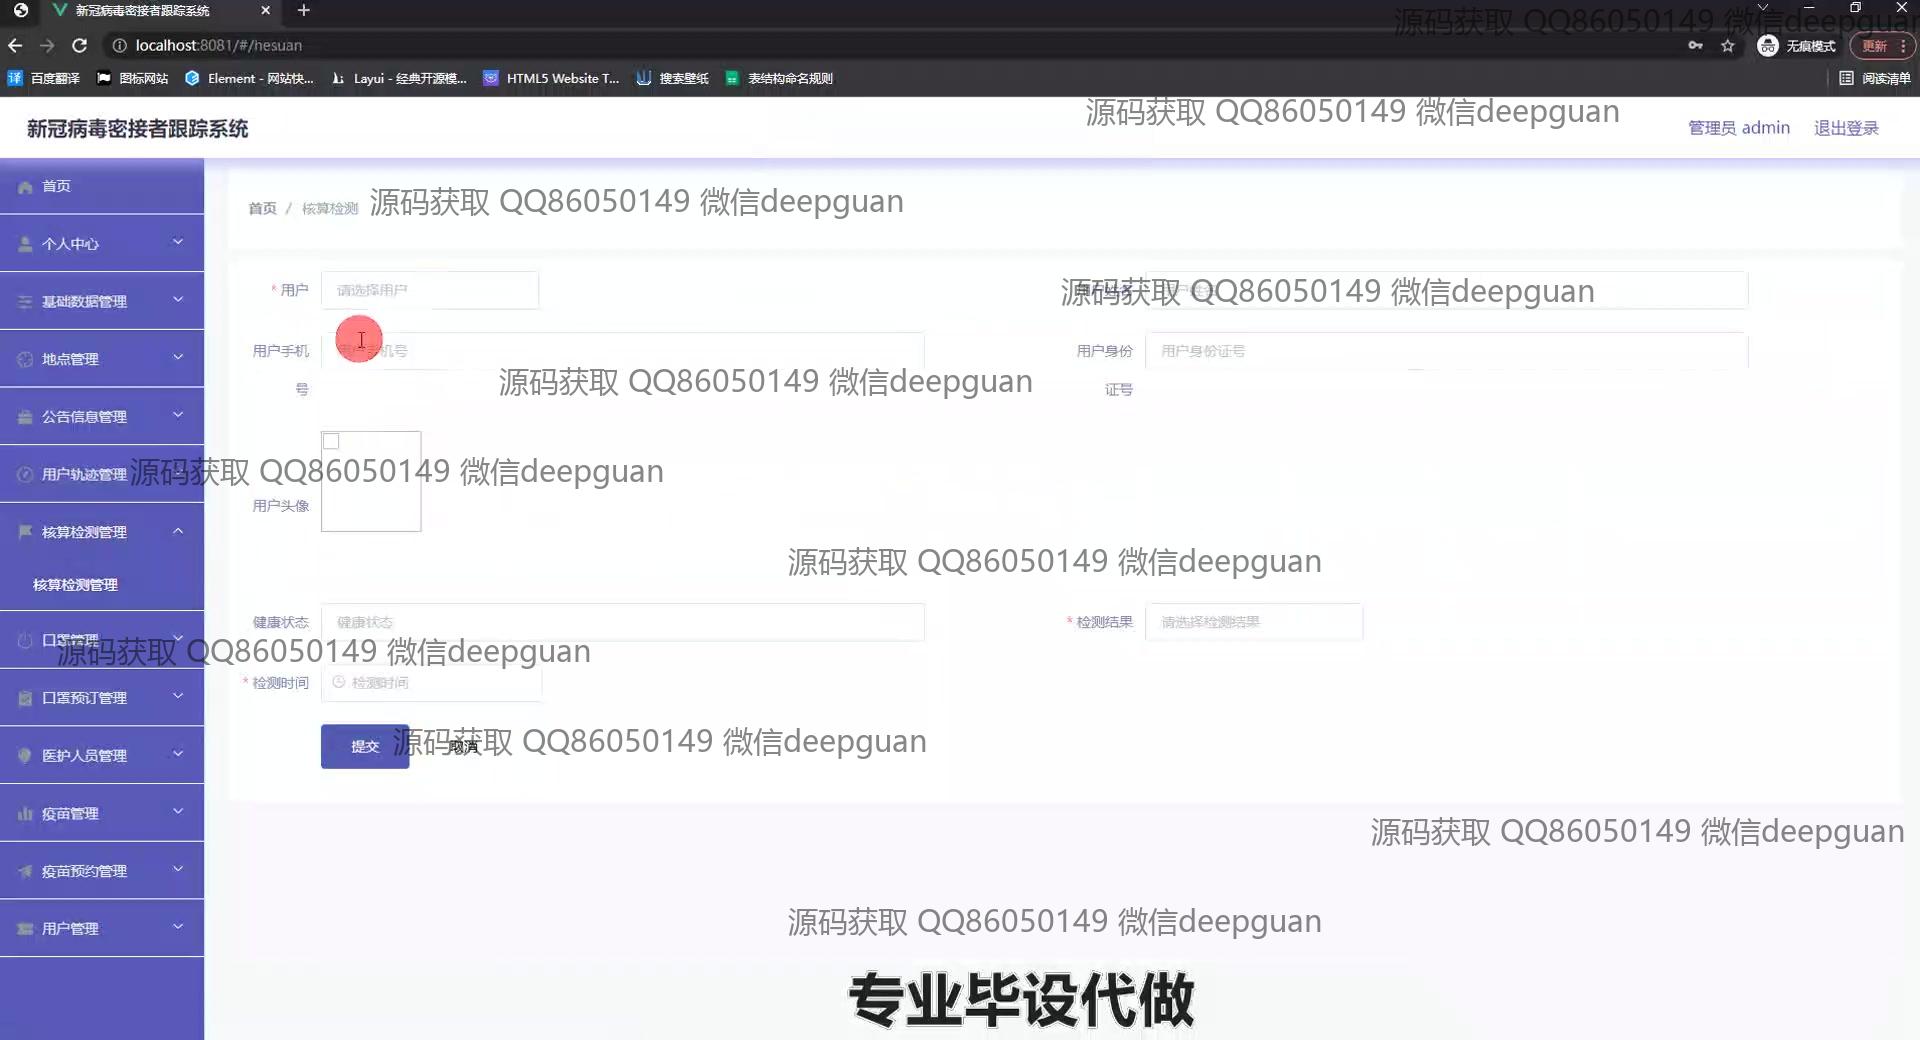 新冠病毒密接者跟踪系统
源码获取 QQ86050149 微信deepguan
localhost:8081/#/hesuan
无痕模式
更新
百度翻译
图标网站
Element - 网站快...
Layui - 经典开源模...
HTML5 Website T...
搜索壁纸
表结构命名规则
阅读清单
源码获取 QQ86050149 微信deepguan
新冠病毒密接者跟踪系统
管理员 admin
退出登录
首页
首页 / 核算检测
源码获取 QQ86050149 微信deepguan
个人中心
* 用户
请选择用户
源码获取 QQ86050149 微信deepguan
基础数据管理
用户手机号
用户身份证号
用户身份证号
地点管理
源码获取 QQ86050149 微信deepguan
公告信息管理
用户轨迹管理
源码获取 QQ86050149 微信deepguan
用户头像
核算检测管理
源码获取 QQ86050149 微信deepguan
核算检测管理
健康状态
健康状态
* 检测结果
请选择检测结果
口罩管理
源码获取 QQ86050149 微信deepguan
* 检测时间
检测时间
口罩预订管理
提交
取消
源码获取 QQ86050149 微信deepguan
医护人员管理
疫苗管理
源码获取 QQ86050149 微信deepguan
疫苗预约管理
用户管理
源码获取 QQ86050149 微信deepguan
专业毕设代做